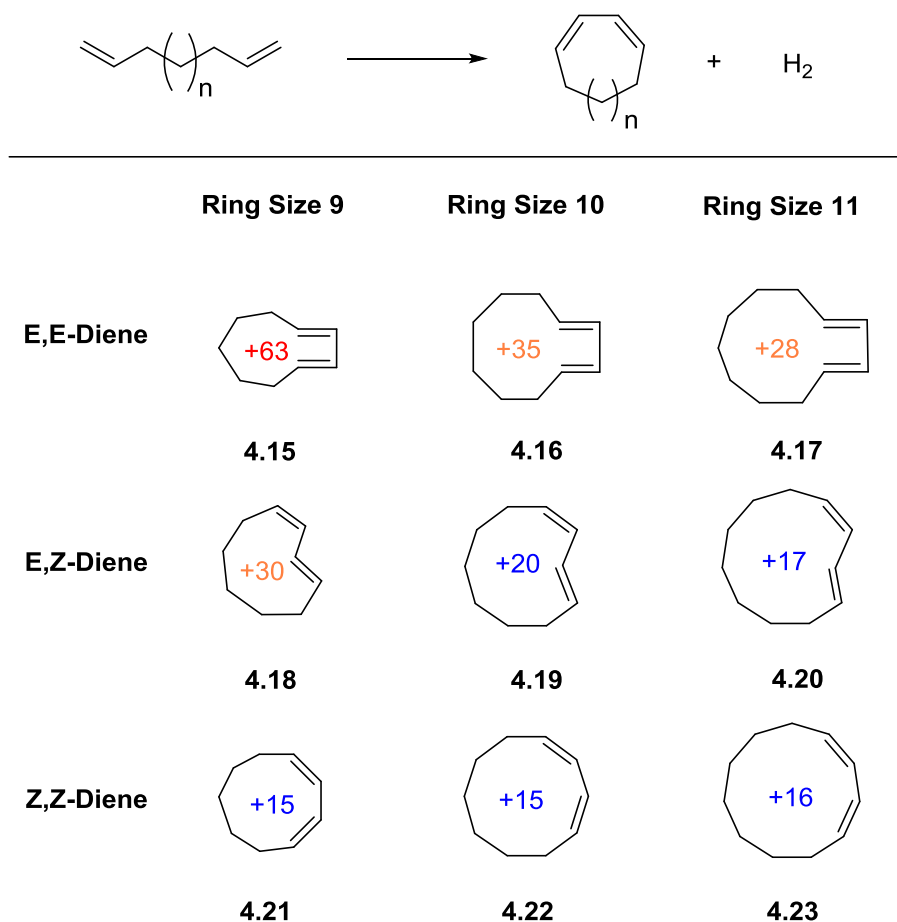 n + H₂
n
Ring Size 9 Ring Size 10 Ring Size 11
E,E-Diene +63 +35 +28
4.15 4.16 4.17
E,Z-Diene +30 +20 +17
4.18 4.19 4.20
Z,Z-Diene +15 +15 +16
4.21 4.22 4.23